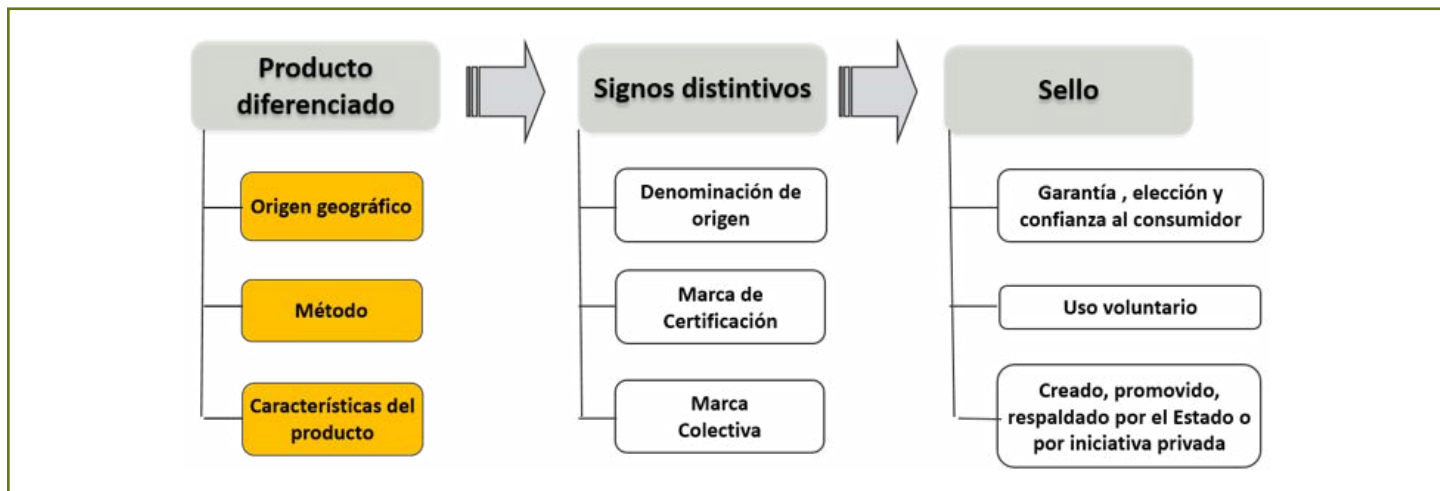 Producto
diferenciado
Origen geográfico
Método
Características del
producto
Signos distintivos
Denominación de
origen
Marca de
Certificación
Marca
Colectiva
Sello
Garantía , elección y
confianza al consumidor
Uso voluntario
Creado, promovido,
respaldado por el Estado o
por iniciativa privada